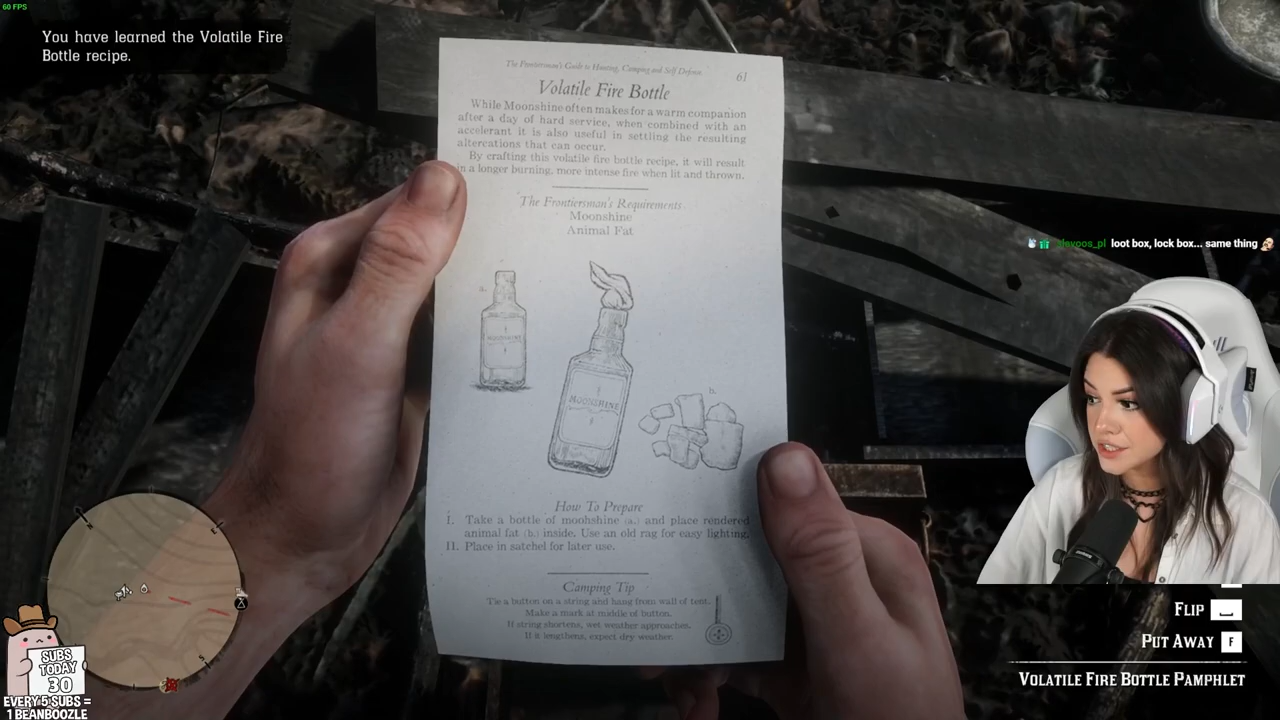 60 FPS
You have learned the Volatile Fire
Bottle recipe.
The Frontiersman's Guide to Hunting, Camping and Self Defense
61
Volatile Fire Bottle
While Moonshine often makes for a warm companion
after a day of hard service, when combined with an
accelerant it is also useful in settling the resulting
altercations that can occur.
By crafting this volatile fire bottle recipe, it will result
in a longer burning, more intense fire when lit and thrown.
The Frontiersman's Requirements
Moonshine
Animal Fat
a.
MOONSHINE
MOONSHINE
b.
How To Prepare
I. Take a bottle of moohshine (a.) and place rendered
animal fat (b.) inside. Use an old rag for easy lighting.
II. Place in satchel for later use.
Camping Tip
Tie a button on a string and hang from wall of tent.
Make a mark at middle of button.
If string shortens, wet weather approaches.
If it lengthens, expect dry weather.
loot box, lock box... same thing
FLIP
PUT AWAY F
VOLATILE FIRE BOTTLE PAMPHLET
SUBS
TODAY
30
EVERY 5 SUBS =
1 BEANBOOZLE